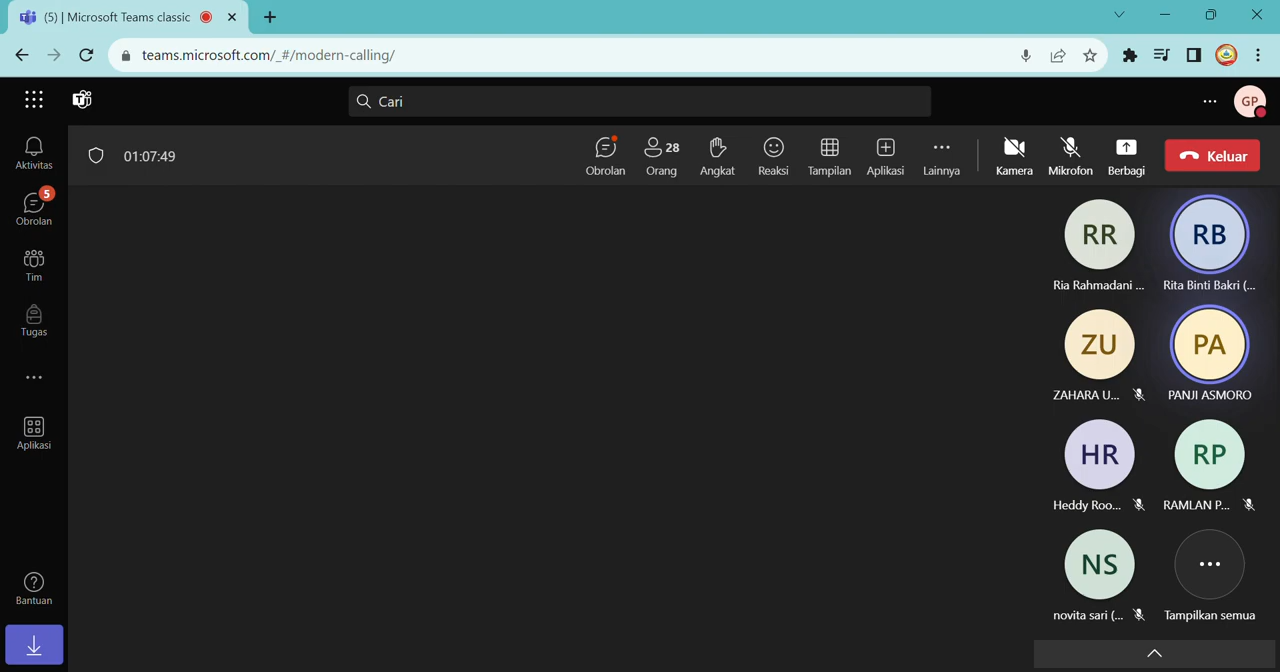 (5) | Microsoft Teams classic
teams.microsoft.com/_#/modern-calling/
Cari
GP
Aktivitas
5
Obrolan
Tim
Tugas
Aplikasi
Bantuan
01:07:49
Obrolan
28
Orang
Angkat
Reaksi
Tampilan
Aplikasi
Lainnya
Kamera
Mikrofon
Berbagi
Keluar
RR
Ria Rahmadani ...
RB
Rita Binti Bakri (...
ZU
ZAHARA U...
PA
PANJI ASMORO
HR
Heddy Roo...
RP
RAMLAN P...
NS
novita sari (...
Tampilkan semua